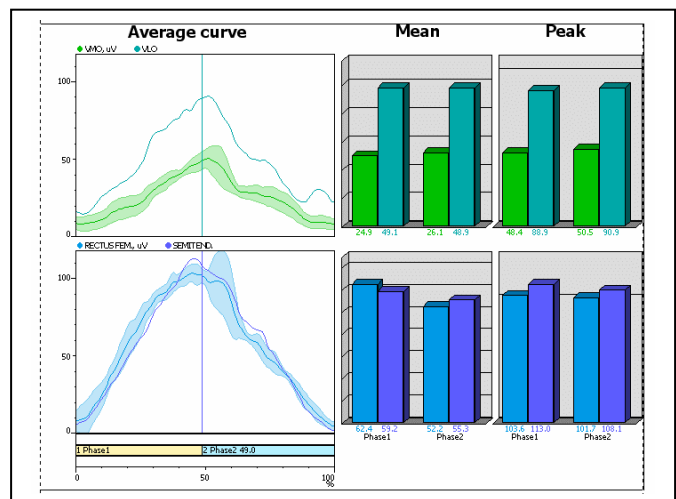 Average curve Mean Peak
VMO, uV VLO
100
50
0
24.9 49.1 26.1 48.9 48.4 88.9 50.5 90.9
RECTUS FEM., uV SEMITEND.
100
50
0
62.4 59.2 52.2 55.3 103.6 113.0 101.7 108.1
Phase1 Phase2 Phase1 Phase2
1 Phase1 2 Phase2 49.0
0 50 100
%